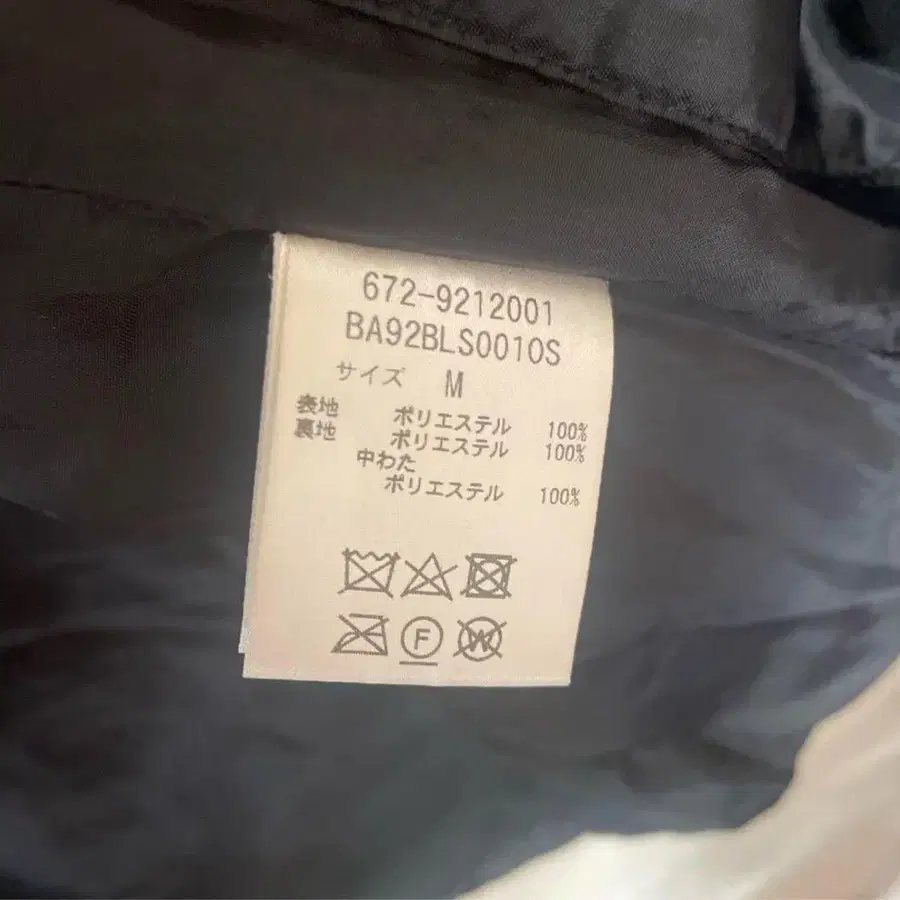 672-9212001
BA92BLS0010S
サイズ M
表地 ポリエステル 100%
裏地 ポリエステル 100%
中わた
ポリエステル 100%
F
W